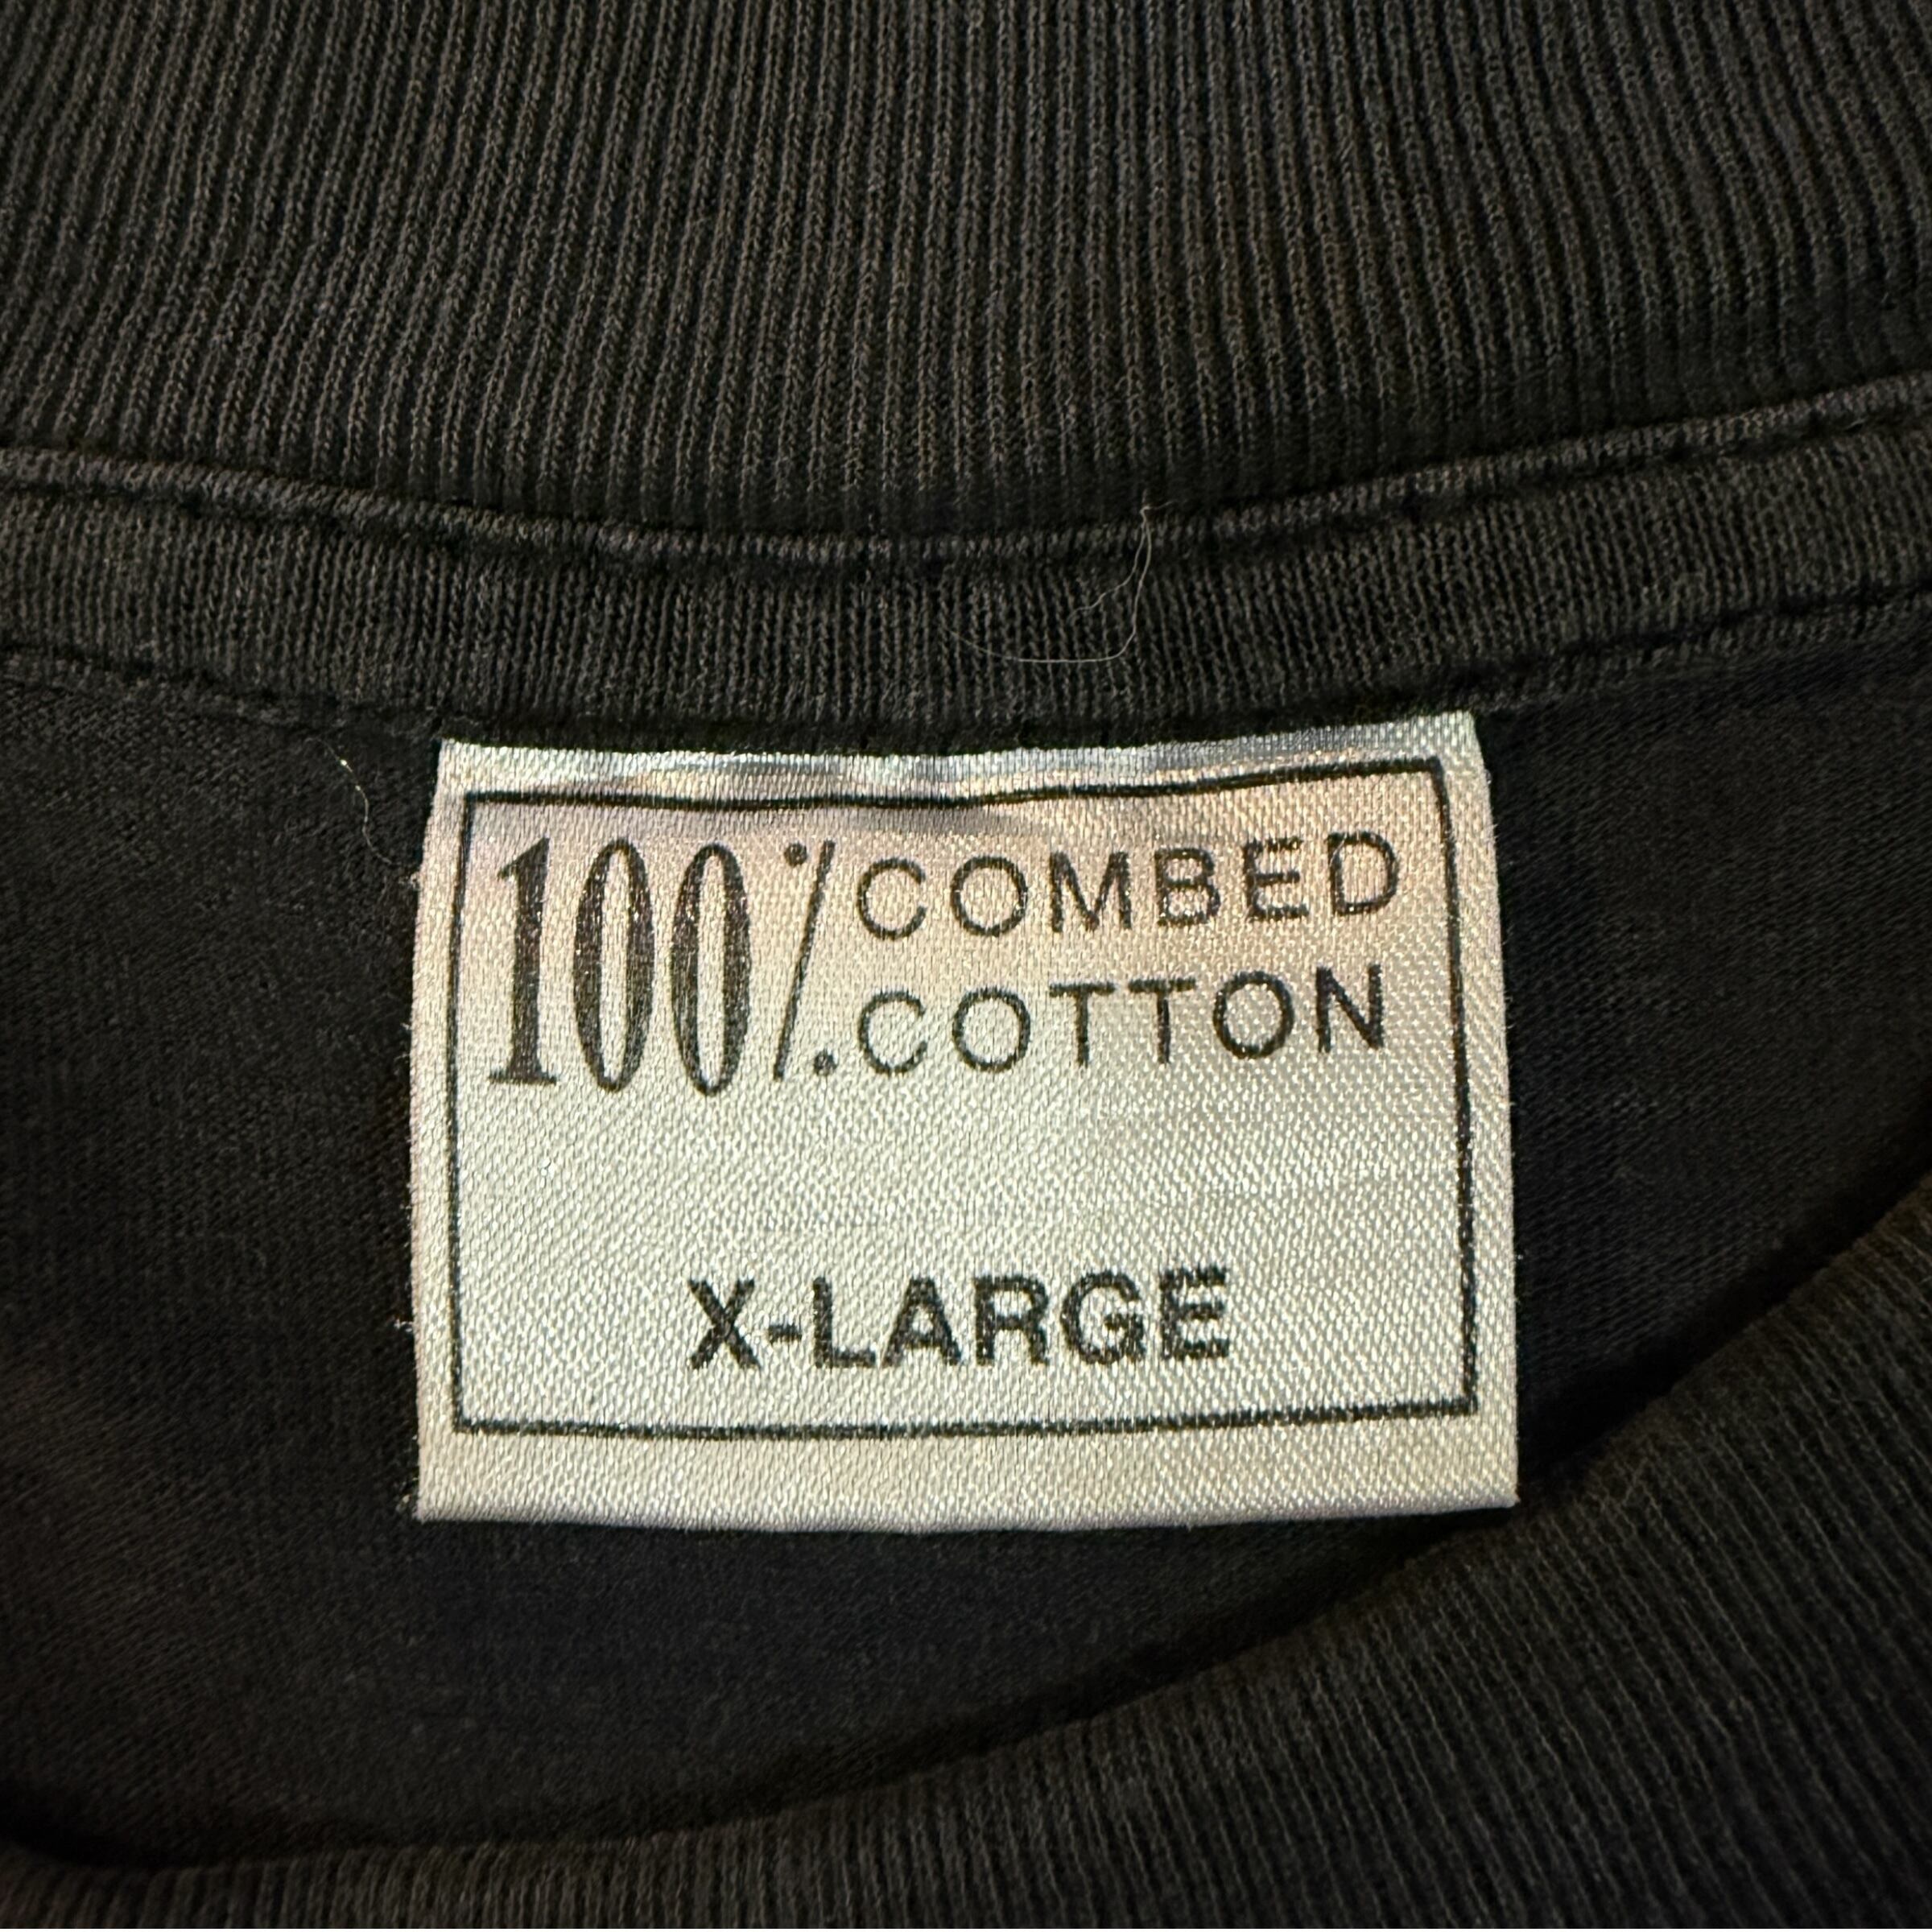 100% COMBED
COTTON
X-LARGE